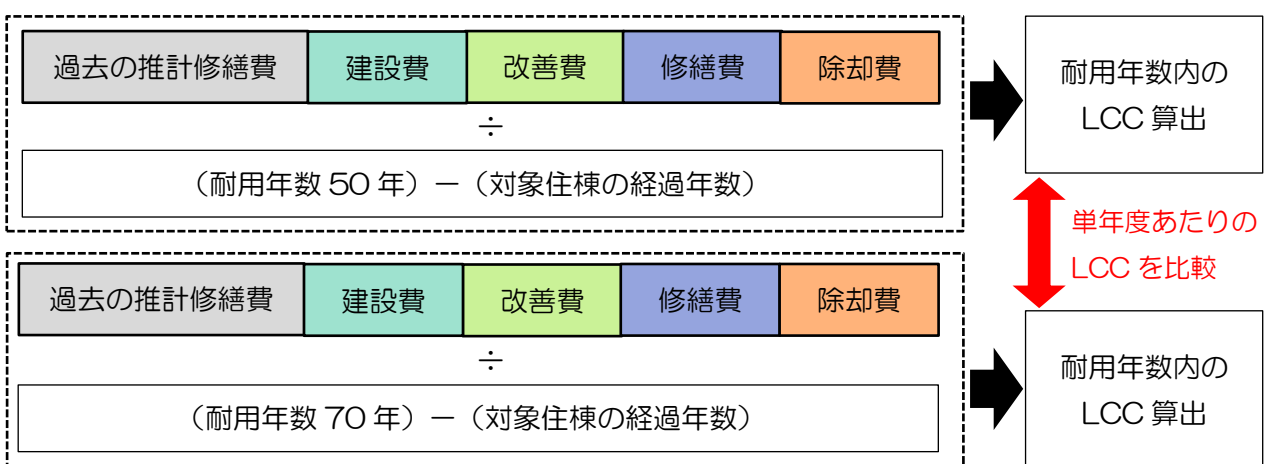 過去の推計修繕費 建設費 改善費 修繕費 除却費
÷
（耐用年数 50 年）－（対象住棟の経過年数）
耐用年数内の
LCC 算出
単年度あたりの
LCC を比較
過去の推計修繕費 建設費 改善費 修繕費 除却費
÷
（耐用年数 70 年）－（対象住棟の経過年数）
耐用年数内の
LCC 算出